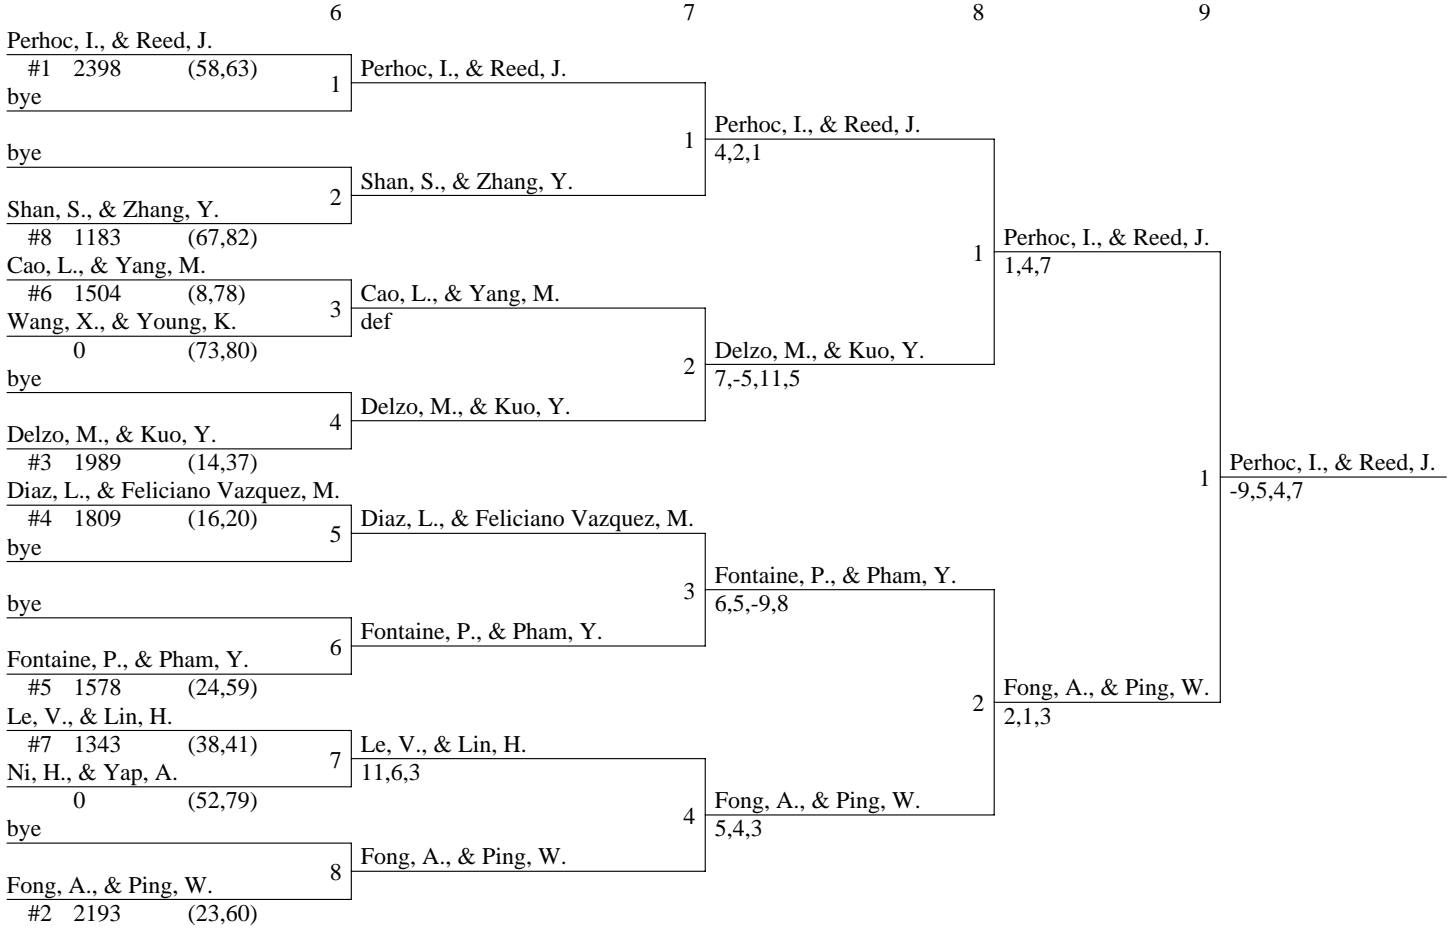 6 7 8 9
Perhoc, I., & Reed, J.
#1 2398 (58,63)
1 Perhoc, I., & Reed, J.
bye
1 Perhoc, I., & Reed, J.
4,2,1
bye
2 Shan, S., & Zhang, Y.
Shan, S., & Zhang, Y.
#8 1183 (67,82)
1 Perhoc, I., & Reed, J.
1,4,7
Cao, L., & Yang, M.
#6 1504 (8,78)
3 Cao, L., & Yang, M.
def
Wang, X., & Young, K.
0 (73,80)
2 Delzo, M., & Kuo, Y.
7,-5,11,5
bye
4 Delzo, M., & Kuo, Y.
Delzo, M., & Kuo, Y.
#3 1989 (14,37)
1 Perhoc, I., & Reed, J.
-9,5,4,7
Diaz, L., & Feliciano Vazquez, M.
#4 1809 (16,20)
5 Diaz, L., & Feliciano Vazquez, M.
bye
3 Fontaine, P., & Pham, Y.
6,5,-9,8
bye
6 Fontaine, P., & Pham, Y.
Fontaine, P., & Pham, Y.
#5 1578 (24,59)
2 Fong, A., & Ping, W.
2,1,3
Le, V., & Lin, H.
#7 1343 (38,41)
7 Le, V., & Lin, H.
11,6,3
Ni, H., & Yap, A.
0 (52,79)
4 Fong, A., & Ping, W.
5,4,3
bye
8 Fong, A., & Ping, W.
Fong, A., & Ping, W.
#2 2193 (23,60)